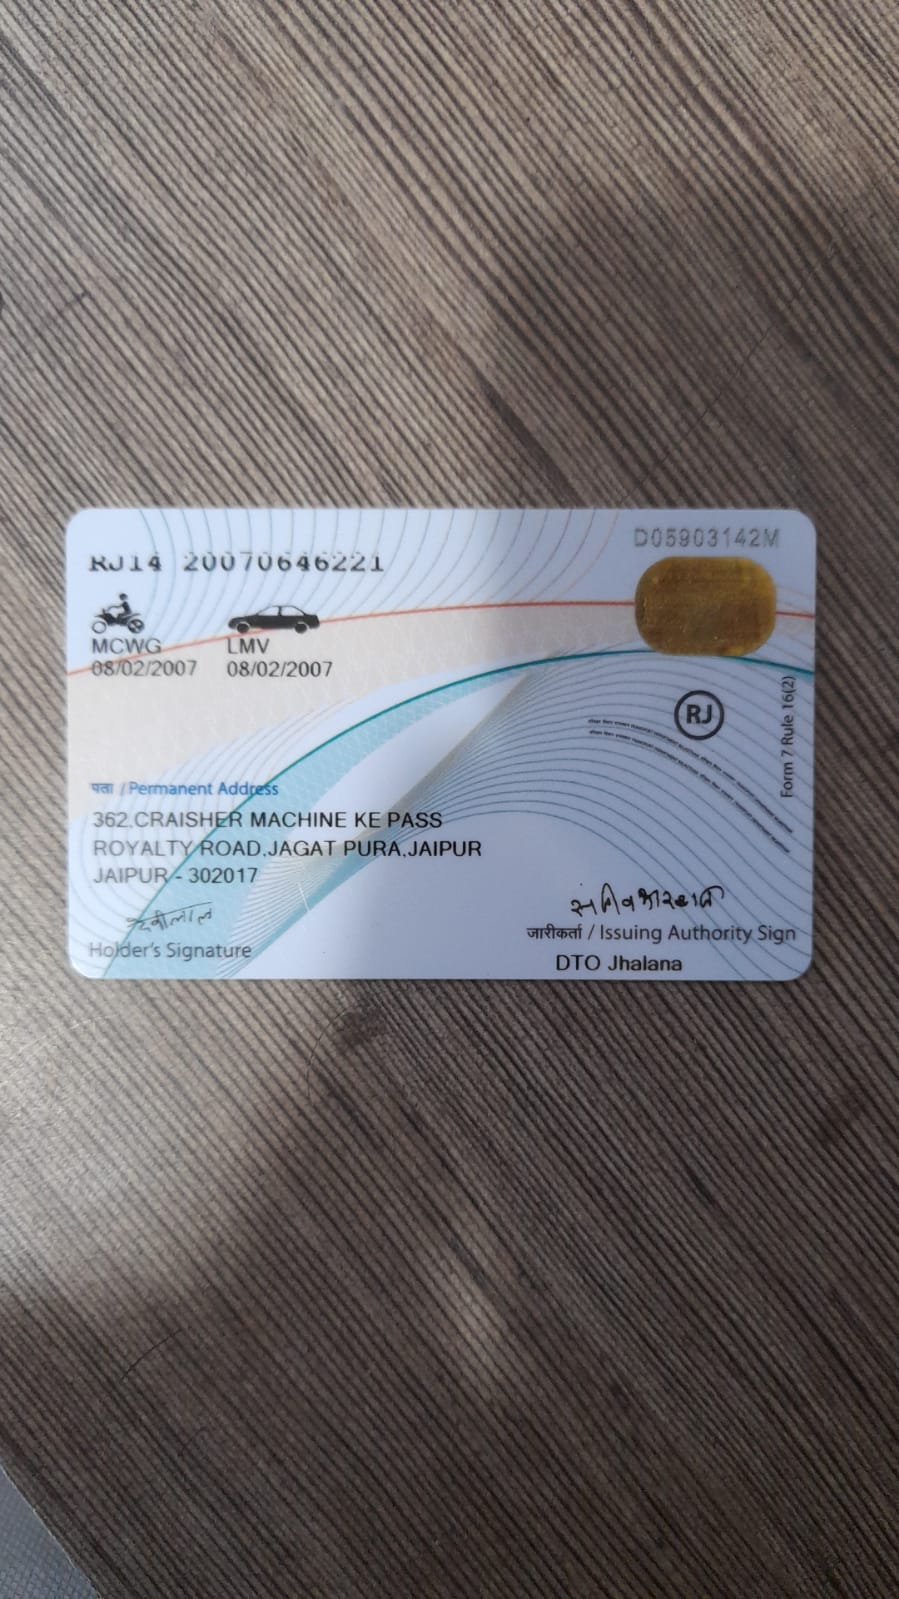 D05903142M
RJ14 20070646221
MCWG LMV
08/02/2007 08/02/2007
RJ
Form 7 Rule 16(2)
पता / Permanent Address
362,CRAISHER MACHINE KE PASS
ROYALTY ROAD,JAGAT PURA,JAIPUR
JAIPUR - 302017
देवीलाल
Holder's Signature
जारीकर्ता / Issuing Authority Sign
DTO Jhalana